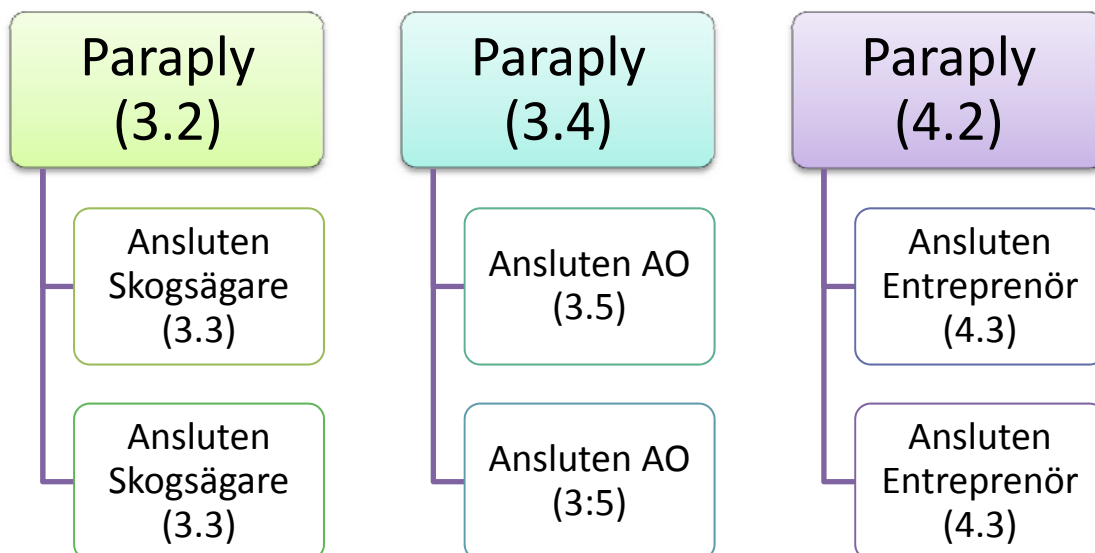 Paraply
(3.2)
Ansluten
Skogsägare
(3.3)
Ansluten
Skogsägare
(3.3)
Paraply
(3.4)
Ansluten AO
(3.5)
Ansluten AO
(3:5)
Paraply
(4.2)
Ansluten
Entreprenör
(4.3)
Ansluten
Entreprenör
(4.3)